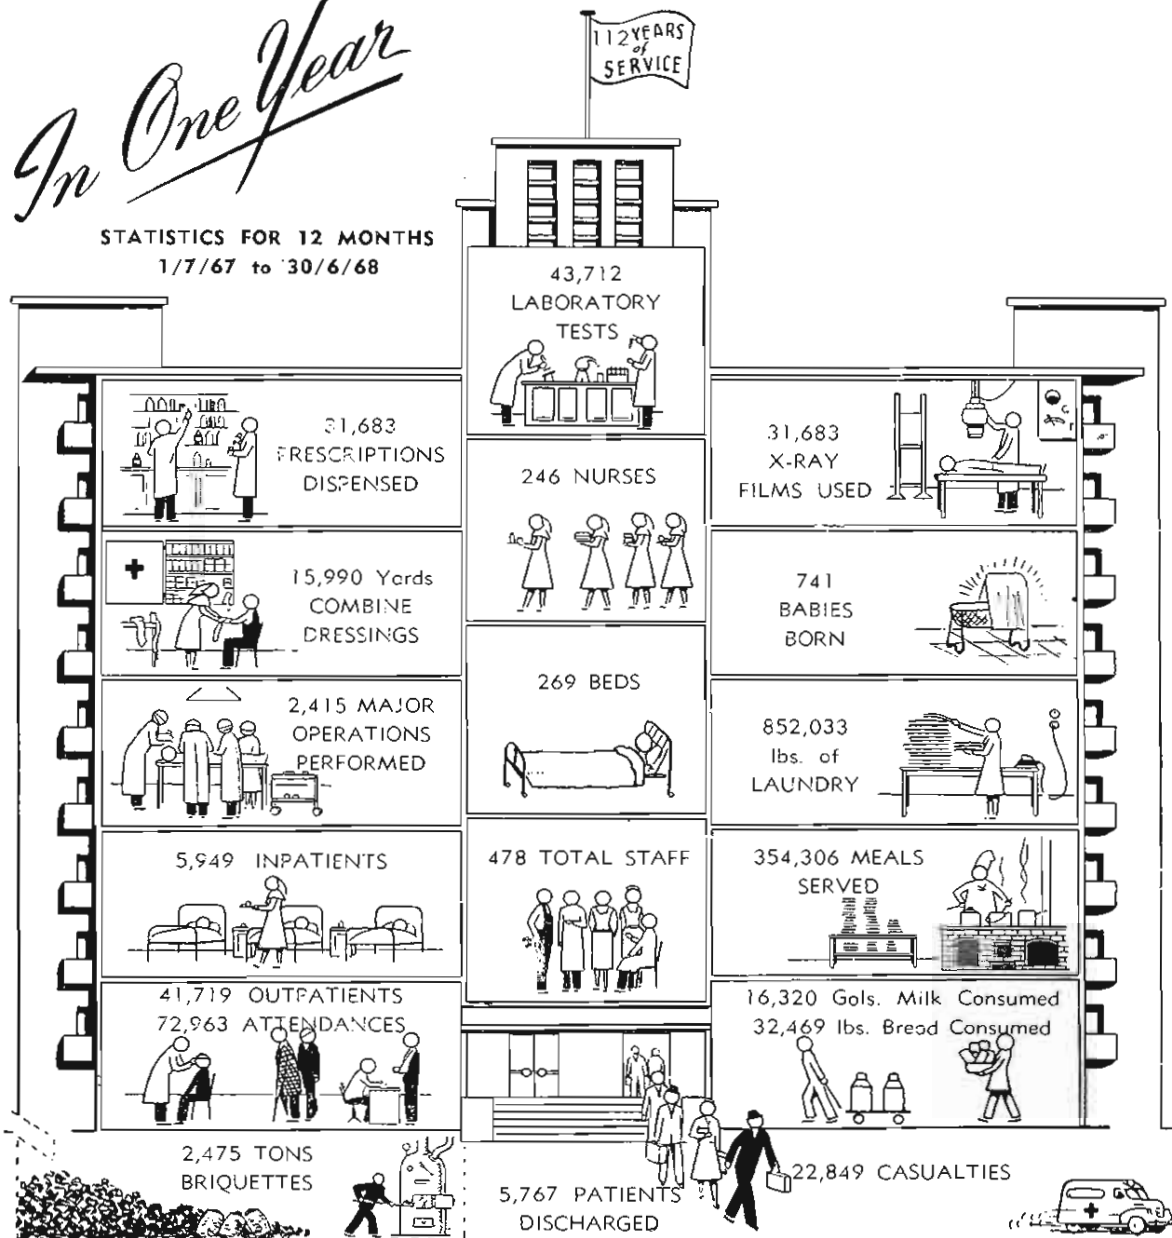 In One Year
112 YEARS
of
SERVICE
STATISTICS FOR 12 MONTHS
1/7/67 to 30/6/68
43,712
LABORATORY
TESTS
31,683
PRESCRIPTIONS
DISPENSED
246 NURSES
31,683
X-RAY
FILMS USED
15,990 Yards
COMBINE
DRESSINGS
741
BABIES
BORN
2,415 MAJOR
OPERATIONS
PERFORMED
269 BEDS
852,033
lbs. of
LAUNDRY
5,949 INPATIENTS
478 TOTAL STAFF
354,306 MEALS
SERVED
41,719 OUTPATIENTS
72,963 ATTENDANCES
16,320 Gals. Milk Consumed
32,469 lbs. Bread Consumed
2,475 TONS
BRIQUETTES
5,767 PATIENTS
DISCHARGED
22,849 CASUALTIES